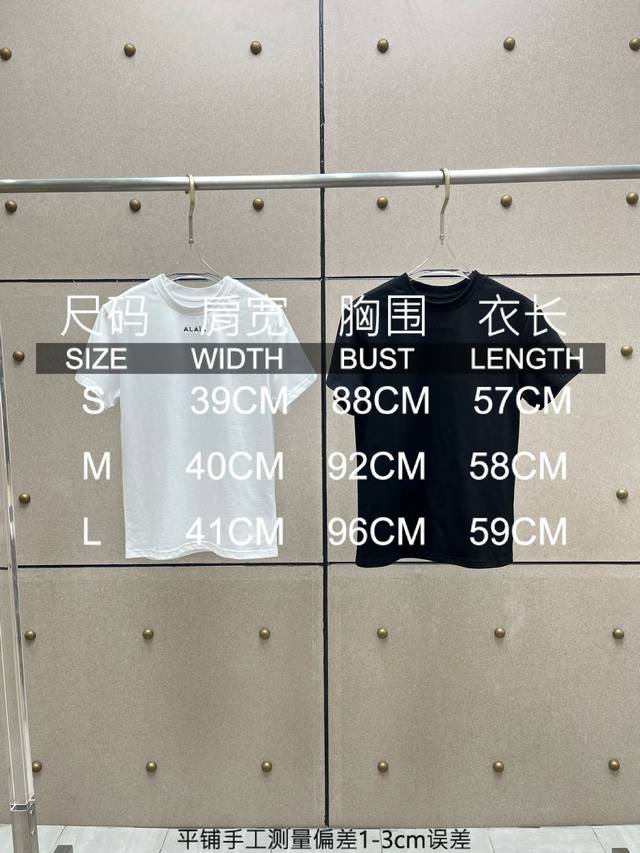 ALAÏA
尺码 肩宽 胸围 衣长
SIZE WIDTH BUST LENGTH
S 39CM 88CM 57CM
M 40CM 92CM 58CM
L 41CM 96CM 59CM
平铺手工测量偏差1-3cm误差